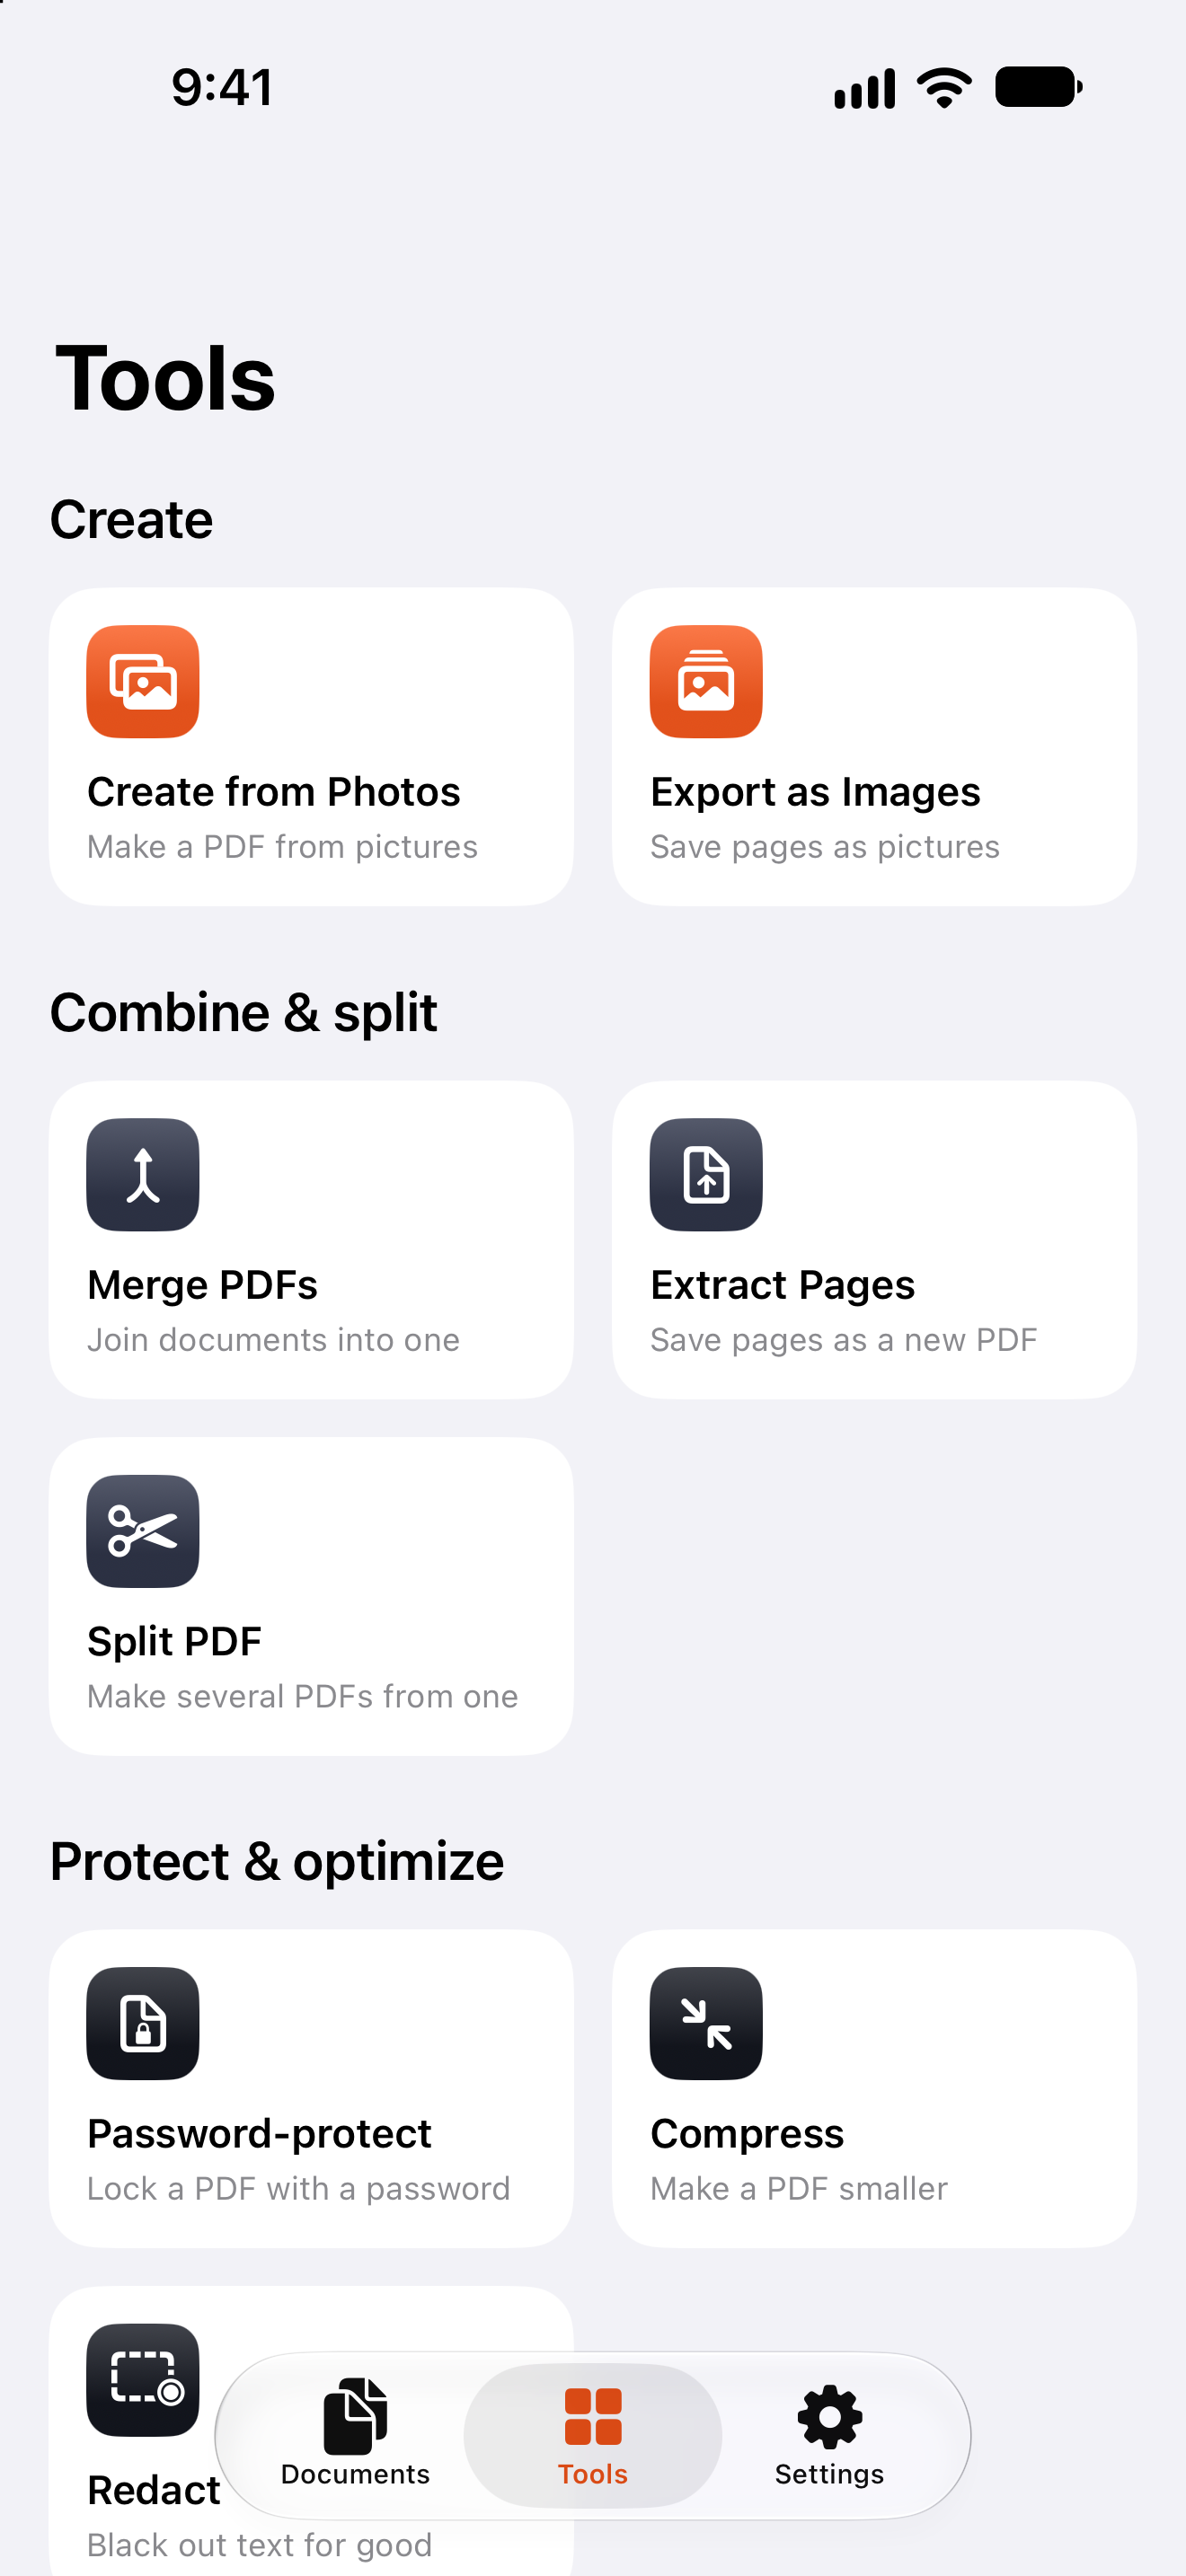 9:41
Tools
Create
Create from Photos
Make a PDF from pictures
Export as Images
Save pages as pictures
Combine & split
Merge PDFs
Join documents into one
Extract Pages
Save pages as a new PDF
Split PDF
Make several PDFs from one
Protect & optimize
Password-protect
Lock a PDF with a password
Compress
Make a PDF smaller
Redact
Black out text for good
Documents
Tools
Settings